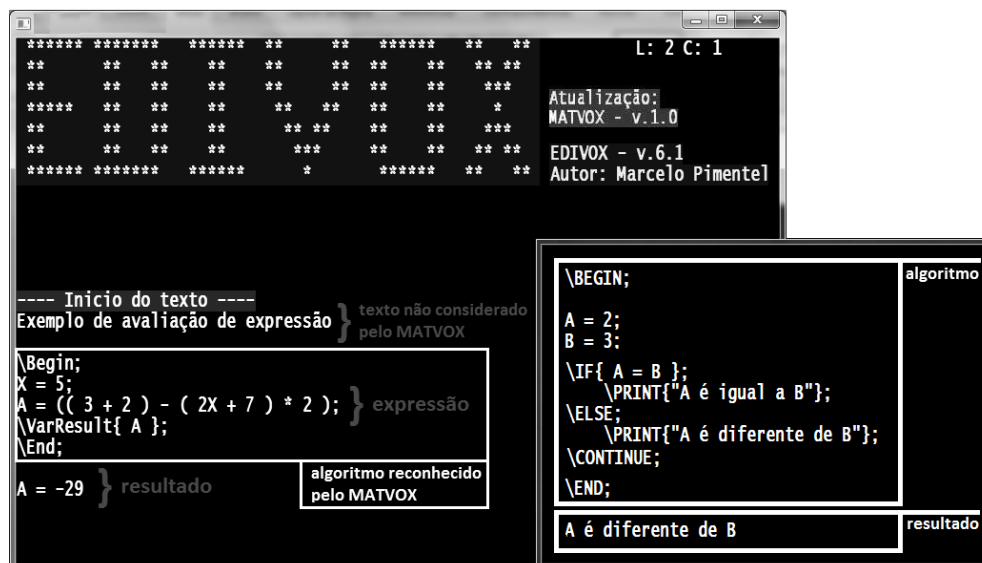 L: 2 C: 1
Atualização:
MATVOX - v.1.0
EDIVOX - v.6.1
Autor: Marcelo Pimentel
---- Inicio do texto ----
Exemplo de avaliação de expressão
texto não considerado
pelo MATVOX
\Begin;
X = 5;
A = (( 3 + 2 ) - ( 2X + 7 ) * 2 );
\VarResult{ A };
\End;
expressão
algoritmo reconhecido
pelo MATVOX
A = -29
resultado
\BEGIN;
A = 2;
B = 3;
\IF{ A = B };
\PRINT{"A é igual a B"};
\ELSE;
\PRINT{"A é diferente de B"};
\CONTINUE;
\END;
algoritmo
A é diferente de B
resultado